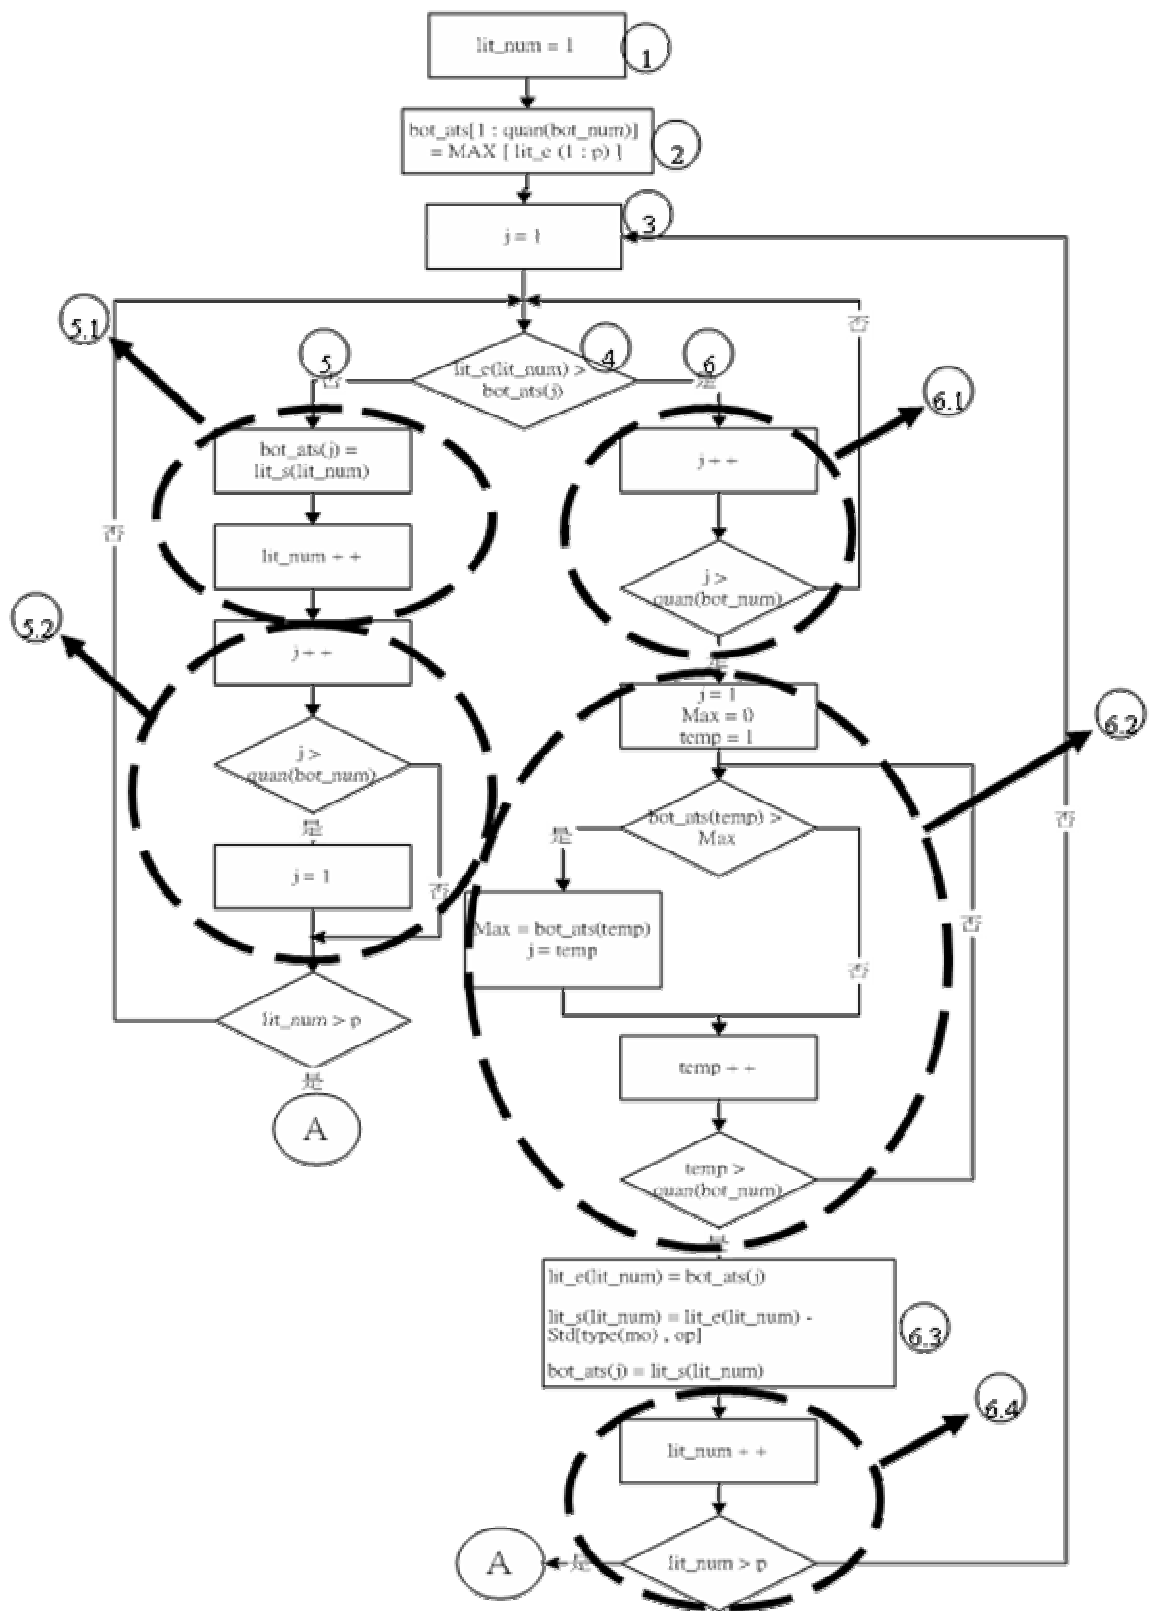 lit_num = 1
1
bot_ats[1 : quan(bot_num)]
= MAX [ lit_e (1 : p) ]
2
j = 1
3
lit_e(lit_num) >
bot_ats(j)
4
5
否
6
是
否
5.1
bot_ats(j) =
lit_s(lit_num)
lit_num + +
否
5.2
j + +
j >
quan(bot_num)
是
j = 1
否
lit_num > p
是
A
6.1
j + +
j >
quan(bot_num)
是
j = 1
Max = 0
temp = 1
6.2
bot_ats(temp) >
Max
是
Max = bot_ats(temp)
j = temp
否
temp + +
否
temp >
quan(bot_num)
是
否
lit_e(lit_num) = bot_ats(j)
lit_s(lit_num) = lit_e(lit_num) -
Std[type(mo) , op]
bot_ats(j) = lit_s(lit_num)
6.3
lit_num + +
6.4
lit_num > p
是
A